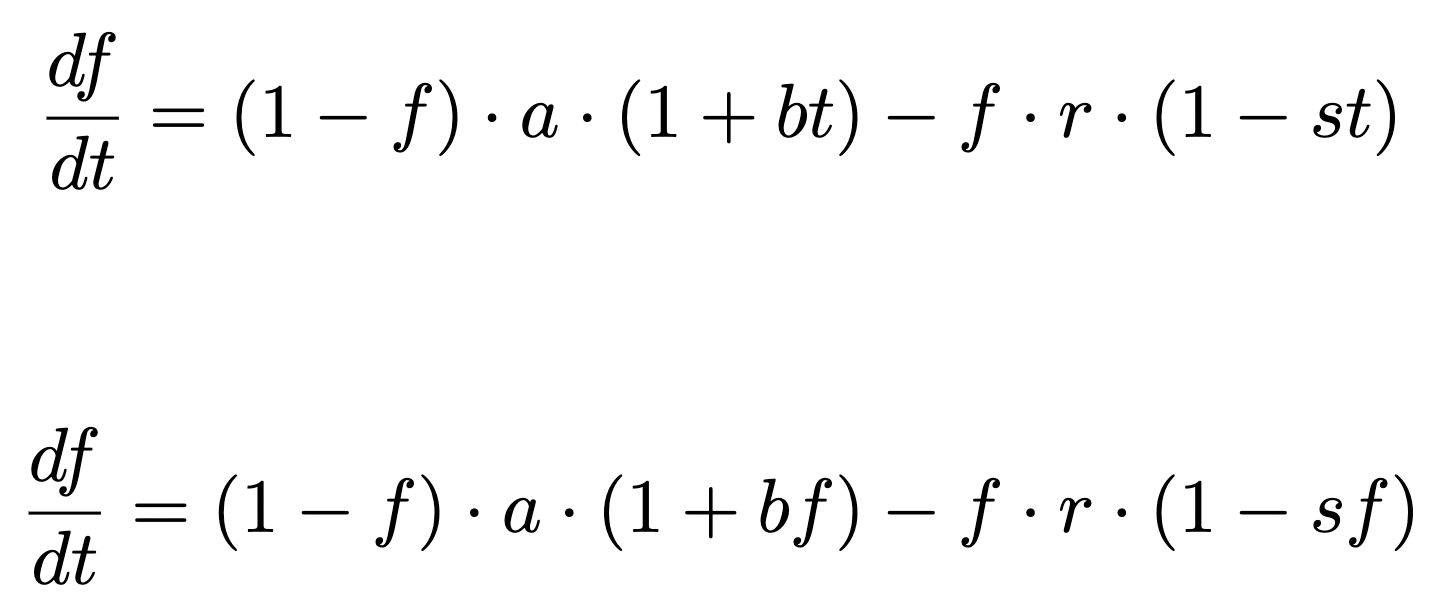 df/dt = (1 − f) · a · (1 + bt) − f · r · (1 − st)
df/dt = (1 − f) · a · (1 + bf) − f · r · (1 − sf)